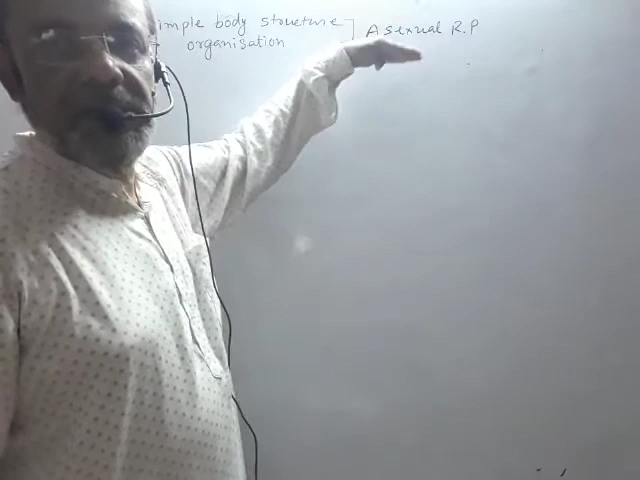 imple body structure ] Asexual R.P
organisation